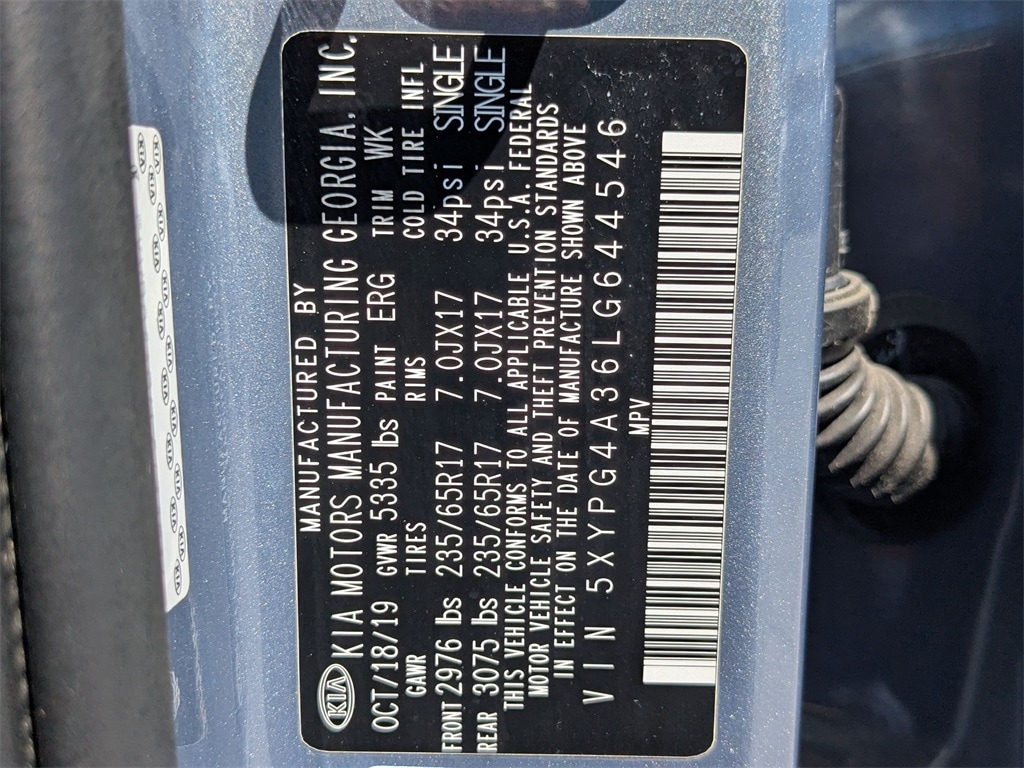 MANUFACTURED BY
KIA KIA MOTORS MANUFACTURING GEORGIA, INC.
OCT/18/19 GWR 5335 lbs PAINT ERG TRIM WK
GAWR TIRES RIMS COLD TIRE INFL
FRONT 2976 lbs 235/65R17 7.0JX17 34psi SINGLE
REAR 3075 lbs 235/65R17 7.0JX17 34psi SINGLE
THIS VEHICLE CONFORMS TO ALL APPLICABLE U.S.A. FEDERAL
MOTOR VEHICLE SAFETY AND THEFT PREVENTION STANDARDS
IN EFFECT ON THE DATE OF MANUFACTURE SHOWN ABOVE
VIN 5XYPG4A36LG644546
MPV